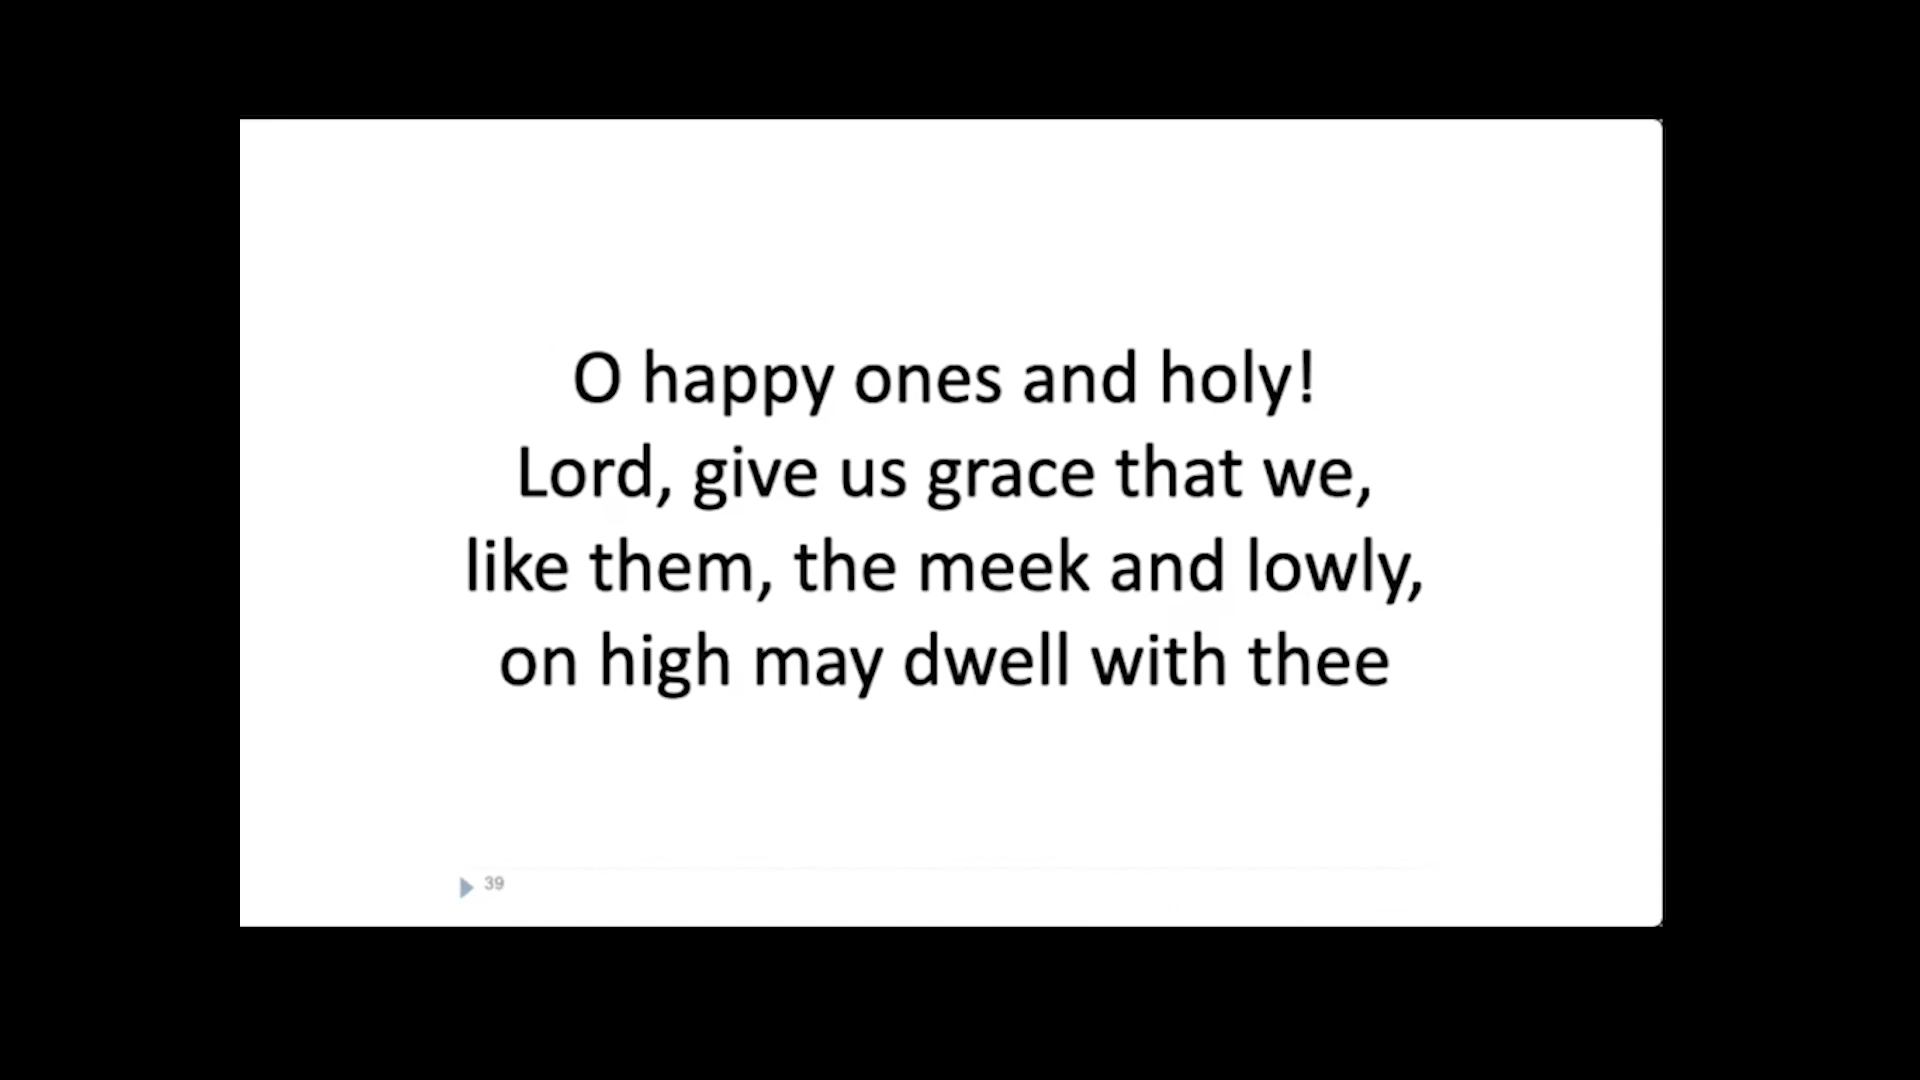 O happy ones and holy!
Lord, give us grace that we,
like them, the meek and lowly,
on high may dwell with thee
39